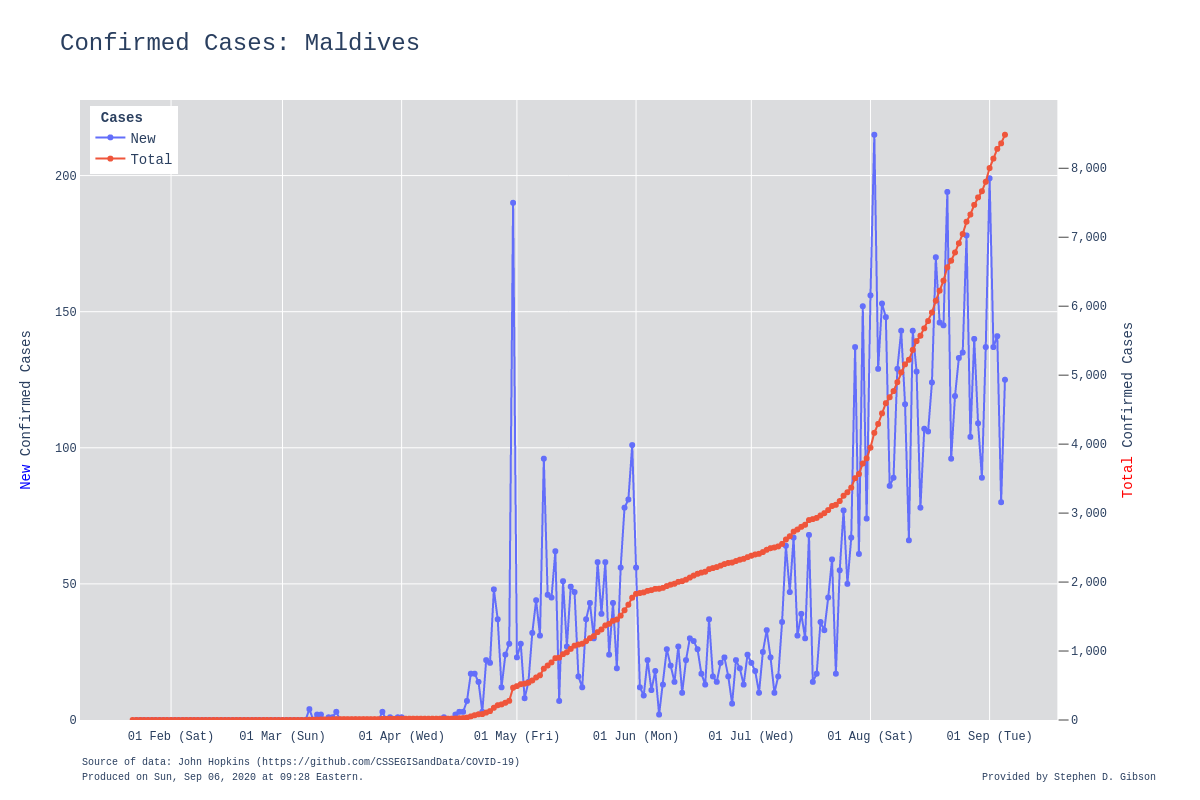 Confirmed Cases: Maldives
Cases
New
Total
200
150
100
50
0
8,000
7,000
6,000
5,000
4,000
3,000
2,000
1,000
0
New Confirmed Cases
Total Confirmed Cases
01 Feb (Sat) 01 Mar (Sun) 01 Apr (Wed) 01 May (Fri) 01 Jun (Mon) 01 Jul (Wed) 01 Aug (Sat) 01 Sep (Tue)
Source of data: John Hopkins (https://github.com/CSSEGISandData/COVID-19)
Produced on Sun, Sep 06, 2020 at 09:28 Eastern.
Provided by Stephen D. Gibson